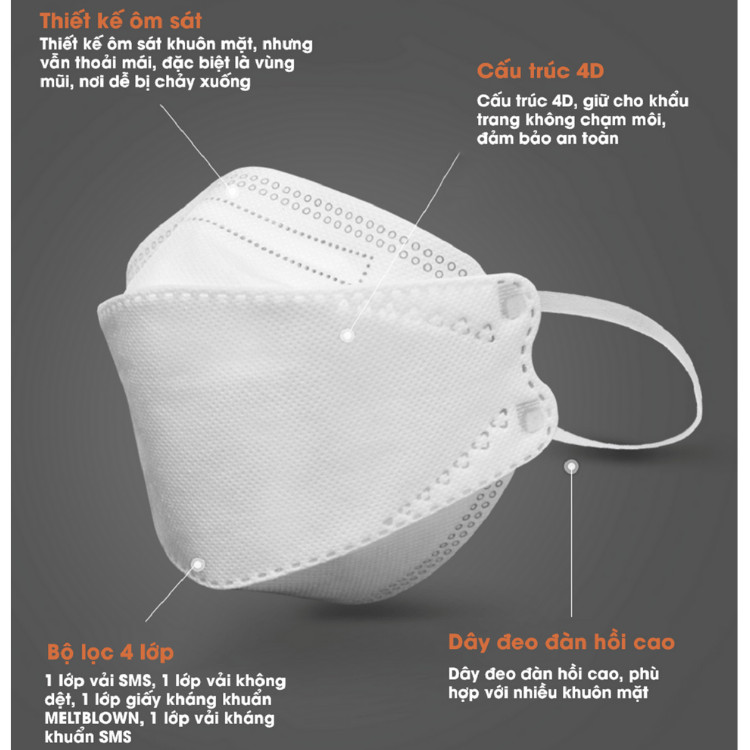 Thiết kế ôm sát
Thiết kế ôm sát khuôn mặt, nhưng
vẫn thoải mái, đặc biệt là vùng
mũi, nơi dễ bị chảy xuống
Cấu trúc 4D
Cấu trúc 4D, giữ cho khẩu
trang không chạm môi,
đảm bảo an toàn
Bộ lọc 4 lớp
1 lớp vải SMS, 1 lớp vải không
dệt, 1 lớp giấy kháng khuẩn
MELTBLOWN, 1 lớp vải kháng
khuẩn SMS
Dây đeo đàn hồi cao
Dây đeo đàn hồi cao, phù
hợp với nhiều khuôn mặt